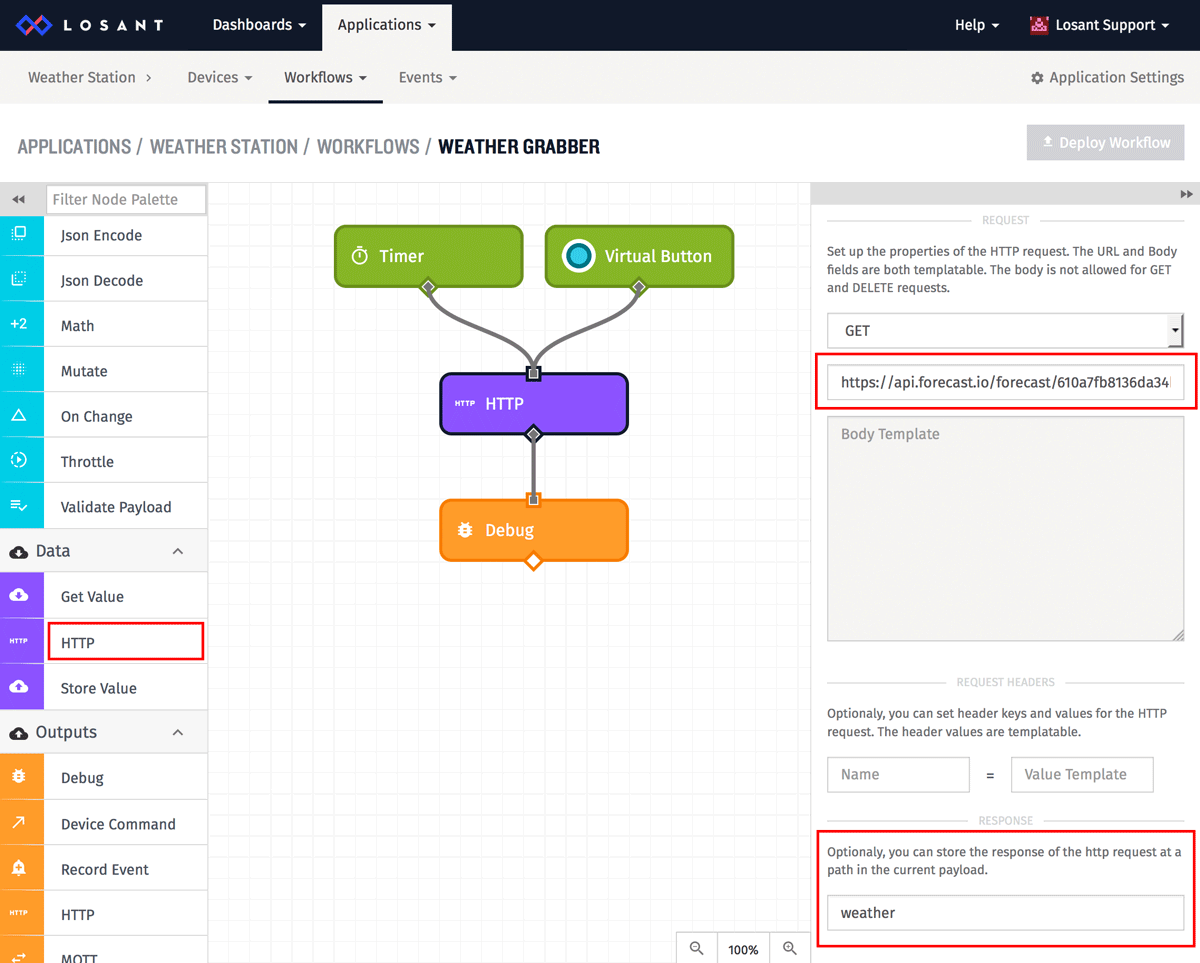 LOSANT
Dashboards
Applications
Help
Losant Support
Weather Station
Devices
Workflows
Events
Application Settings
APPLICATIONS / WEATHER STATION / WORKFLOWS / WEATHER GRABBER
Deploy Workflow
Filter Node Palette
Json Encode
Json Decode
+2 Math
Mutate
On Change
Throttle
Validate Payload
Data
Get Value
HTTP HTTP
Store Value
Outputs
Debug
Device Command
Record Event
HTTP HTTP
MQTT
Timer
Virtual Button
HTTP HTTP
Debug
100%
REQUEST
Set up the properties of the HTTP request. The URL and Body
fields are both templatable. The body is not allowed for GET
and DELETE requests.
GET
https://api.forecast.io/forecast/610a7fb8136da34
Body Template
REQUEST HEADERS
Optionaly, you can set header keys and values for the HTTP
request. The header values are templatable.
Name = Value Template
RESPONSE
Optionaly, you can store the response of the http request at a
path in the current payload.
weather